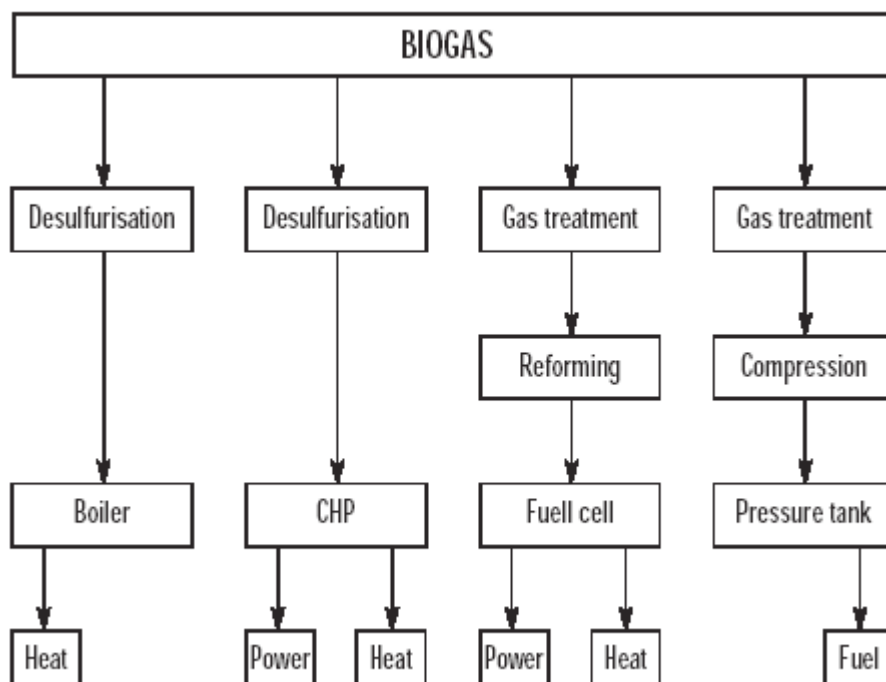 BIOGAS
Desulfurisation
Desulfurisation
Gas treatment
Gas treatment
Reforming
Compression
Boiler
CHP
Fuell cell
Pressure tank
Heat
Power
Heat
Power
Heat
Fuel